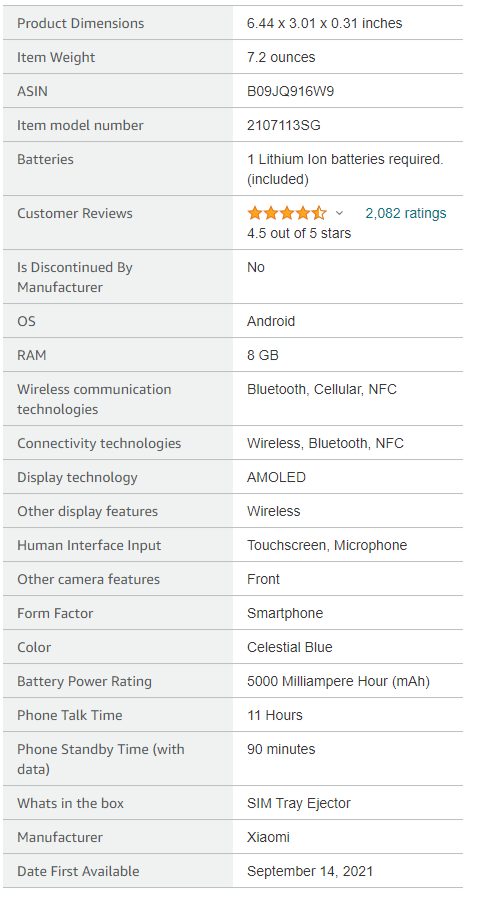 Product Dimensions 6.44 x 3.01 x 0.31 inches
Item Weight 7.2 ounces
ASIN B09JQ916W9
Item model number 2107113SG
Batteries 1 Lithium Ion batteries required.
(included)
Customer Reviews 2,082 ratings
4.5 out of 5 stars
Is Discontinued By No
Manufacturer
OS Android
RAM 8 GB
Wireless communication Bluetooth, Cellular, NFC
technologies
Connectivity technologies Wireless, Bluetooth, NFC
Display technology AMOLED
Other display features Wireless
Human Interface Input Touchscreen, Microphone
Other camera features Front
Form Factor Smartphone
Color Celestial Blue
Battery Power Rating 5000 Milliampere Hour (mAh)
Phone Talk Time 11 Hours
Phone Standby Time (with 90 minutes
data)
Whats in the box SIM Tray Ejector
Manufacturer Xiaomi
Date First Available September 14, 2021